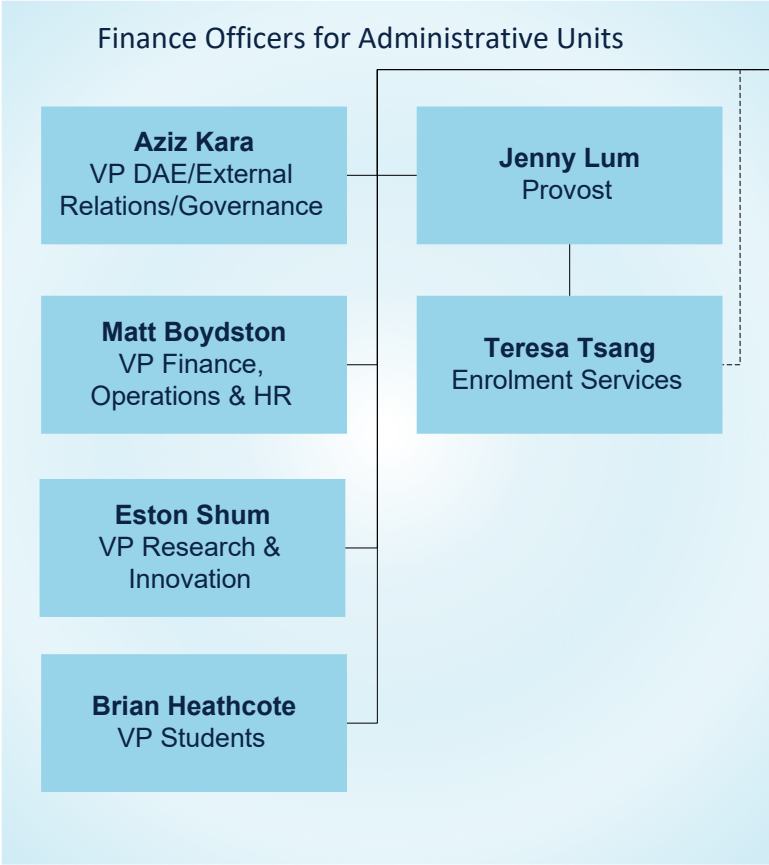 Finance Officers for Administrative Units
Aziz Kara
VP DAE/External
Relations/Governance
Jenny Lum
Provost
Matt Boydston
VP Finance,
Operations & HR
Teresa Tsang
Enrolment Services
Eston Shum
VP Research &
Innovation
Brian Heathcote
VP Students